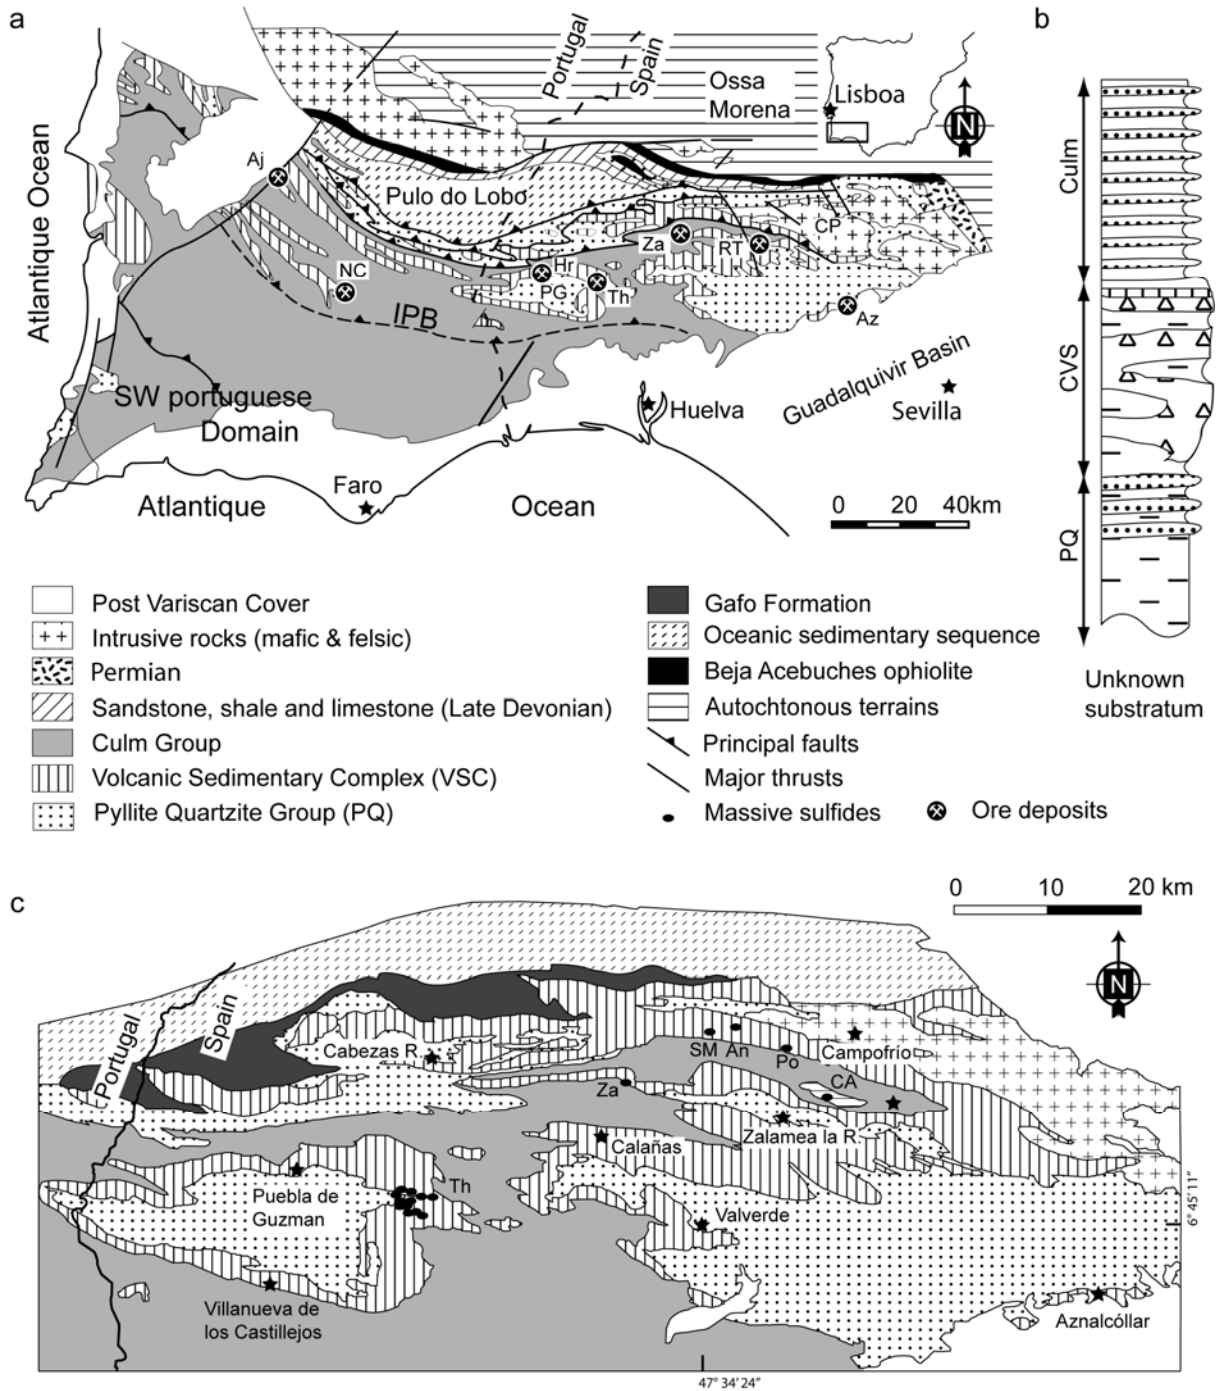 a
b
Portugal
Spain
Ossa
Morena
Lisboa
N
Atlantique Ocean
Aj
Pulo do Lobo
CP
Za
RT
NC
Hr
PG
Th
IPB
Az
SW portuguese
Domain
Guadalquivir Basin
Huelva
Sevilla
Faro
Atlantique
Ocean
0 20 40km
Culm
CVS
PQ
Unknown
substratum
Post Variscan Cover
Intrusive rocks (mafic & felsic)
Permian
Sandstone, shale and limestone (Late Devonian)
Culm Group
Volcanic Sedimentary Complex (VSC)
Pyllite Quartzite Group (PQ)
Gafo Formation
Oceanic sedimentary sequence
Beja Acebuches ophiolite
Autochtonous terrains
Principal faults
Major thrusts
Massive sulfides
Ore deposits
c
0 10 20 km
N
Portugal
Spain
Cabezas R.
SM
An
Po
Campofrío
CA
Za
Calañas
Zalamea la R.
Th
Puebla de
Guzman
Valverde
6° 45' 11"
Villanueva de
los Castillejos
Aznalcóllar
47° 34' 24"